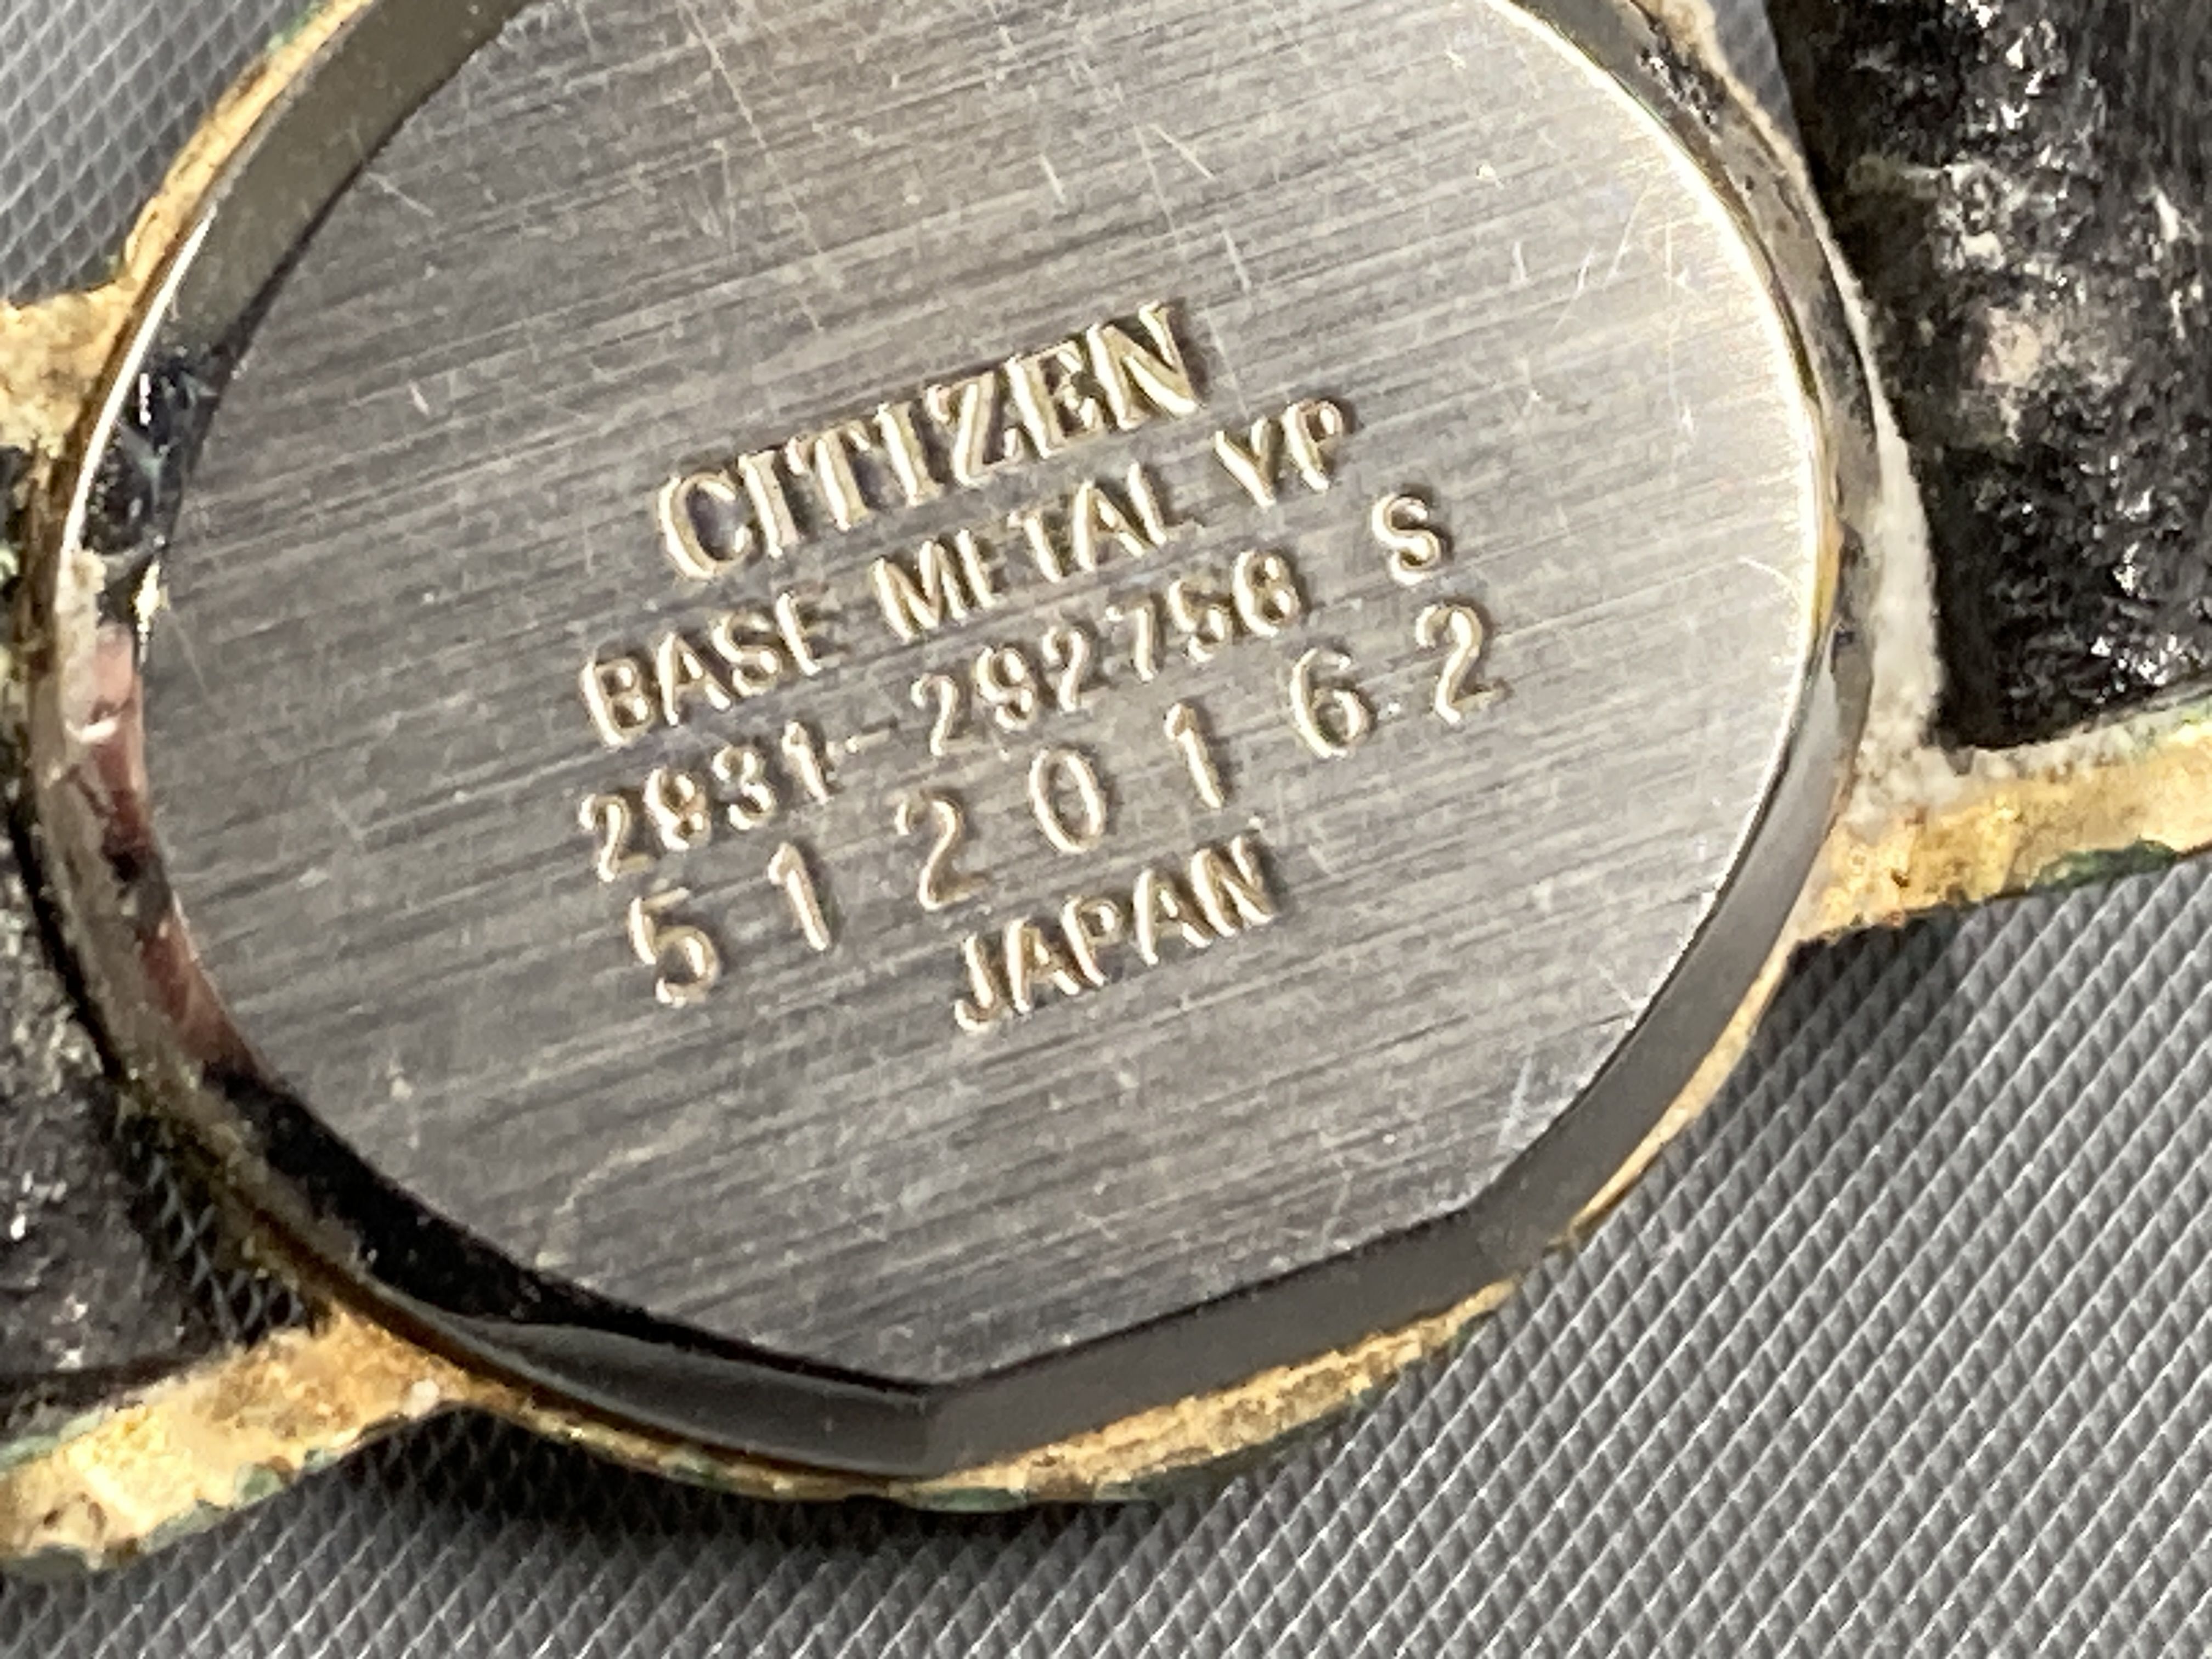 CITIZEN
BASE METAL YP
2931-292756 S
5120162
JAPAN